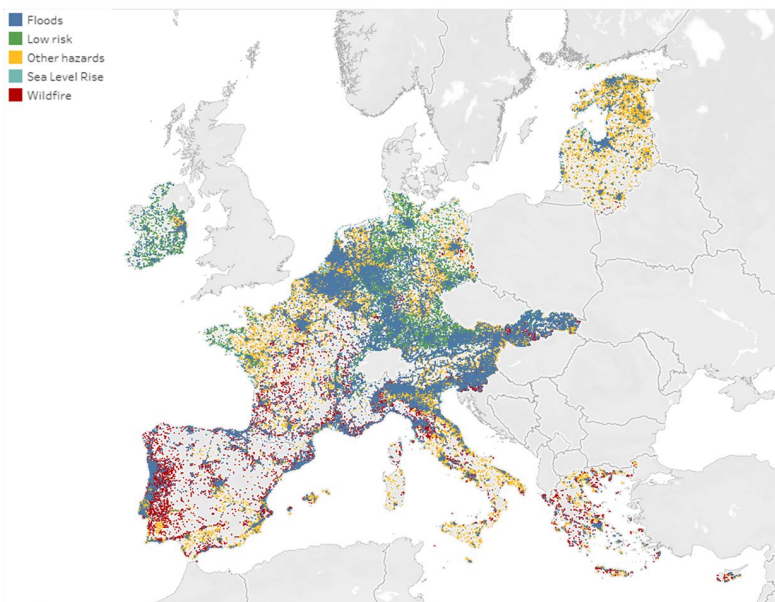 Floods
Low risk
Other hazards
Sea Level Rise
Wildfire